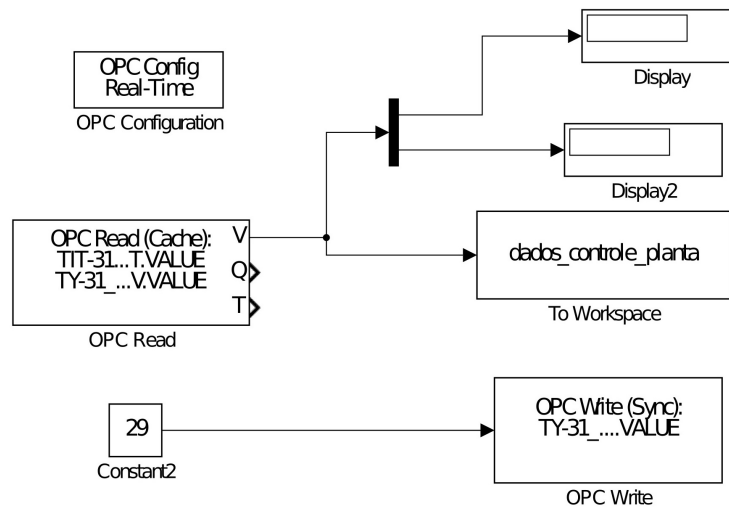 OPC Config
Real-Time
OPC Configuration
Display
Display2
OPC Read (Cache):
TIT-31...T.VALUE
TY-31_...V.VALUE
V
Q
T
OPC Read
dados_controle_planta
To Workspace
29
Constant2
OPC Write (Sync):
TY-31_....VALUE
OPC Write